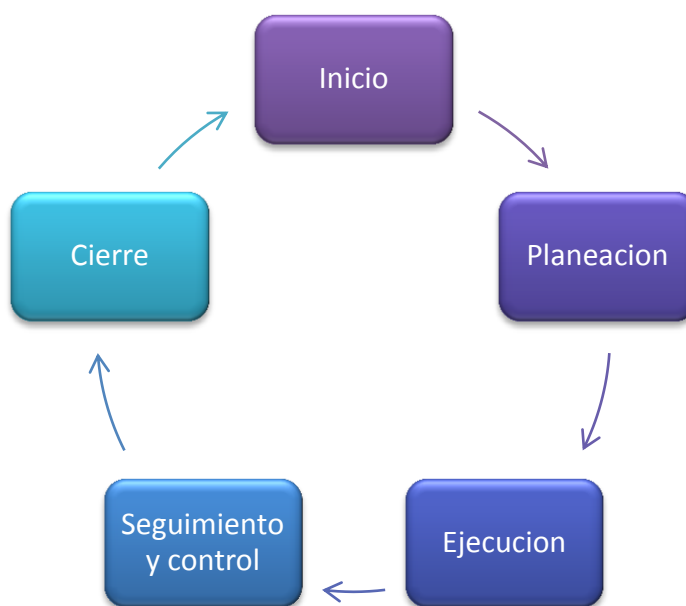 Inicio
Planeacion
Ejecucion
Seguimiento
y control
Cierre